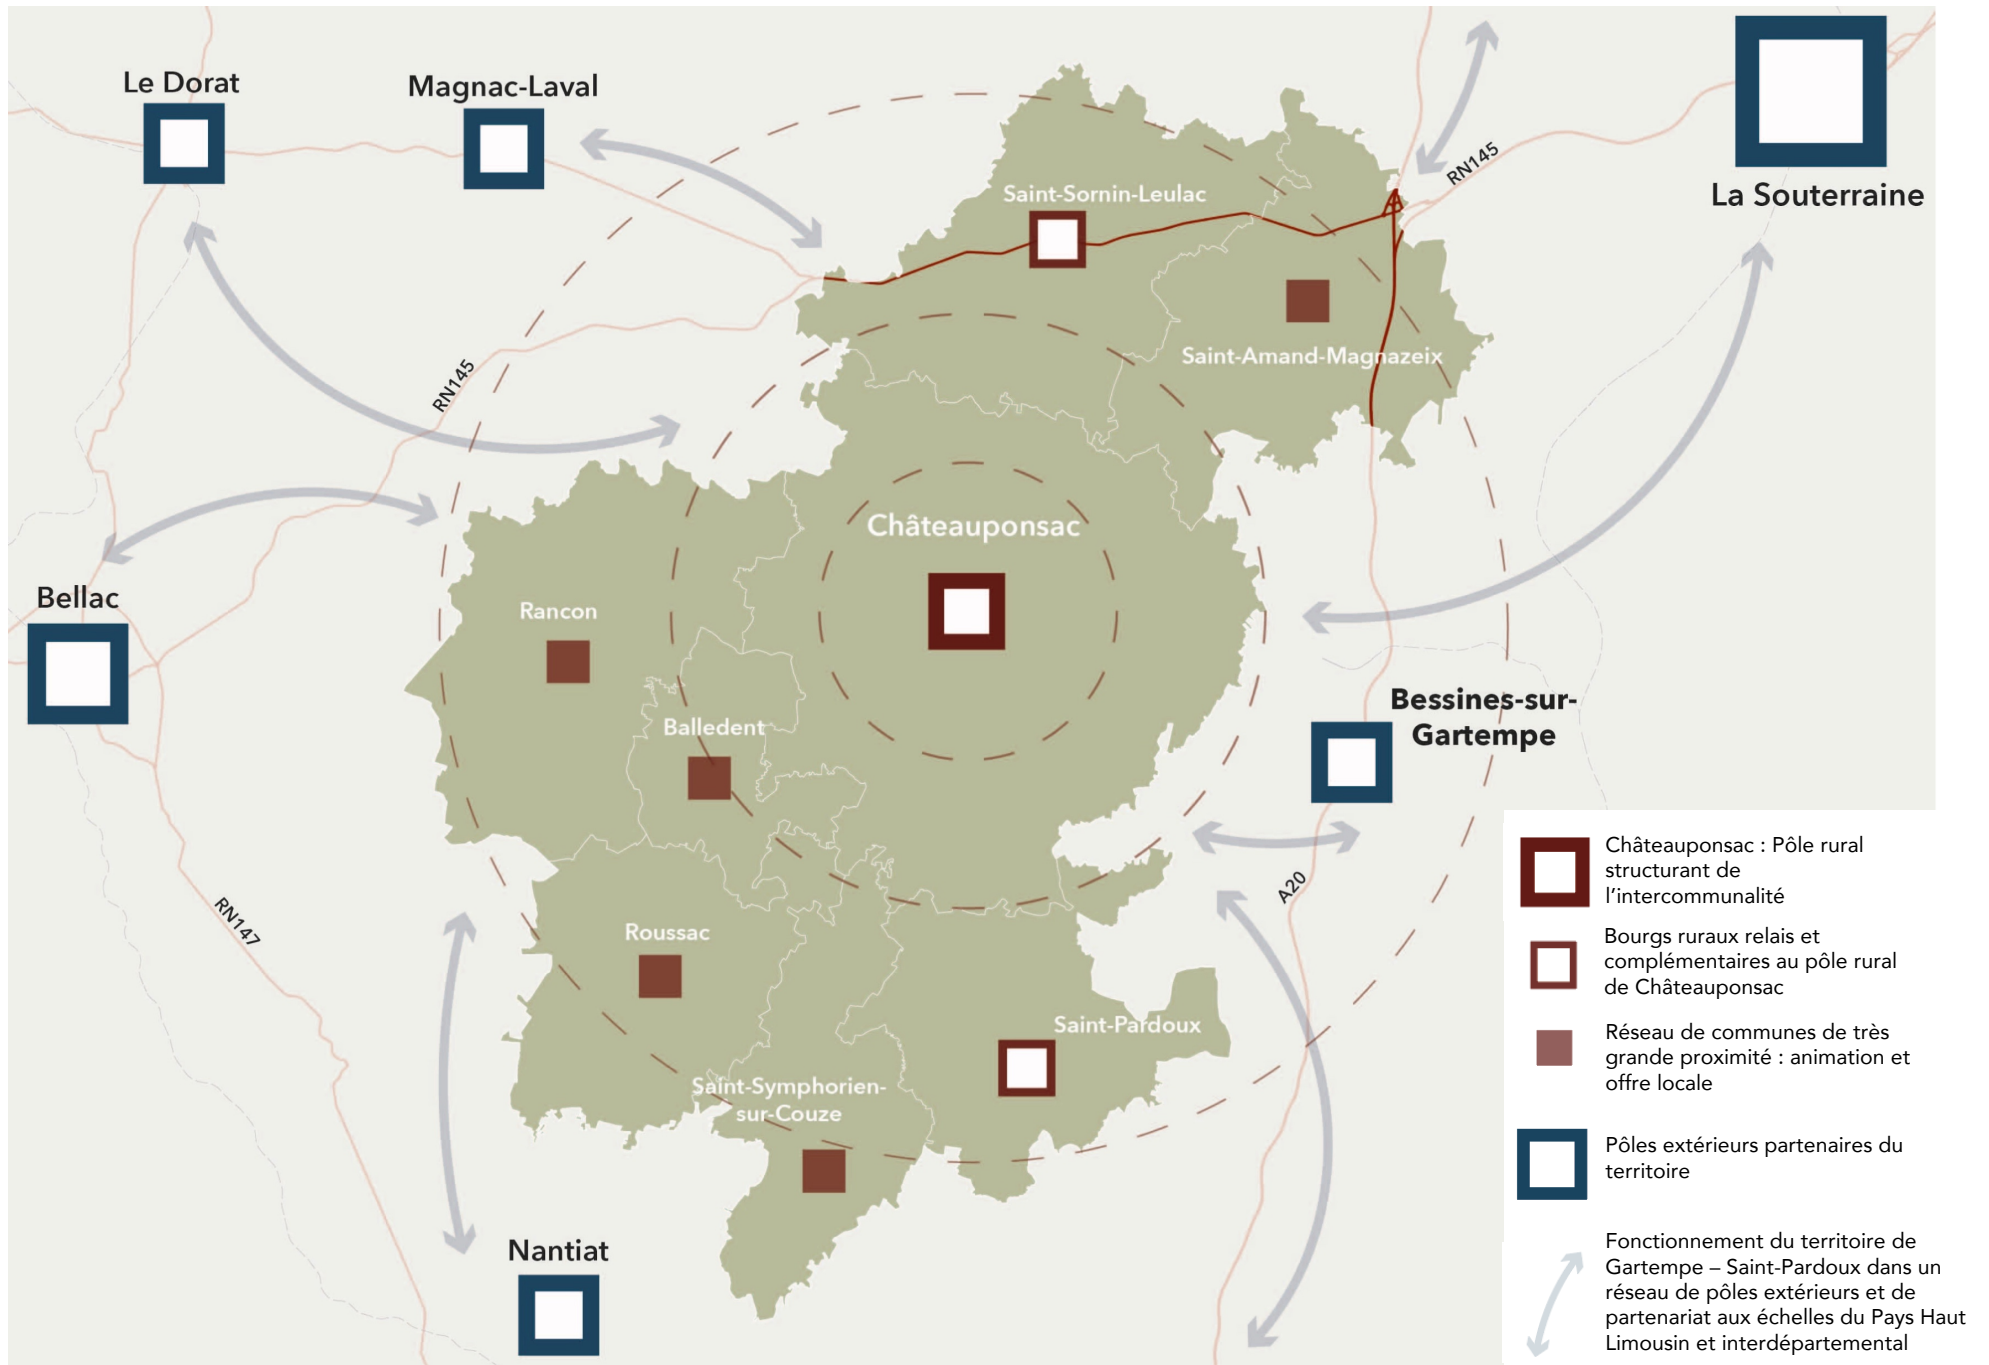 Le Dorat
Magnac-Laval
RN145
La Souterraine
Saint-Sornin-Leulac
Saint-Amand-Magnazeix
RN145
Châteauponsac
Bellac
Rancon
Balledent
Bessines-sur-
Gartempe
RN147
A20
Roussac
Saint-Pardoux
Saint-Symphorien-
sur-Couze
Nantiat
Châteauponsac : Pôle rural
structurant de
l’intercommunalité
Bourgs ruraux relais et
complémentaires au pôle rural
de Châteauponsac
Réseau de communes de très
grande proximité : animation et
offre locale
Pôles extérieurs partenaires du
territoire
Fonctionnement du territoire de
Gartempe – Saint-Pardoux dans un
réseau de pôles extérieurs et de
partenariat aux échelles du Pays Haut
Limousin et interdépartemental